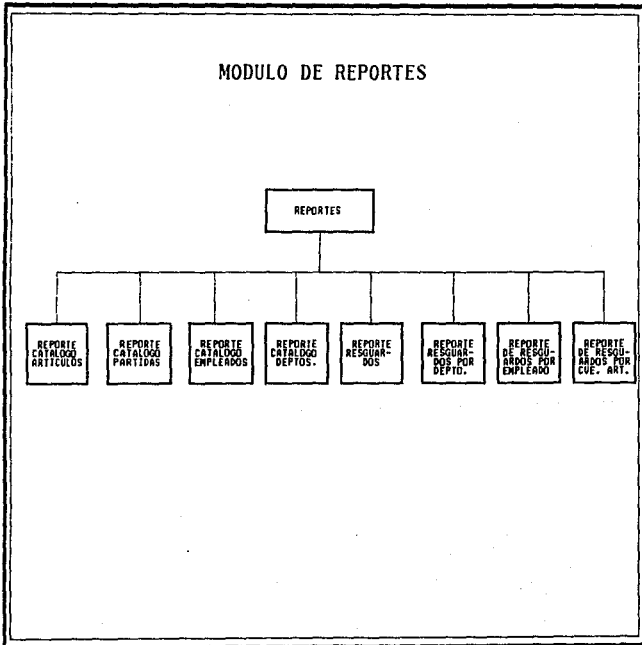 MODULO DE REPORTES
REPORTES
REPORTE
CATALOGO
ARTICULOS
REPORTE
CATALOGO
PARTIDAS
REPORTE
CATALOGO
EMPLEADOS
REPORTE
CATALOGO
DEPTOS.
REPORTE
RESGUAR-
DOS
REPORTE
RESGUAR-
DOS POR
DEPTO.
REPORTE
DE RESGU-
ARDOS POR
EMPLEADO
REPORTE
DE RESGU-
ARDOS POR
CVE. ART.